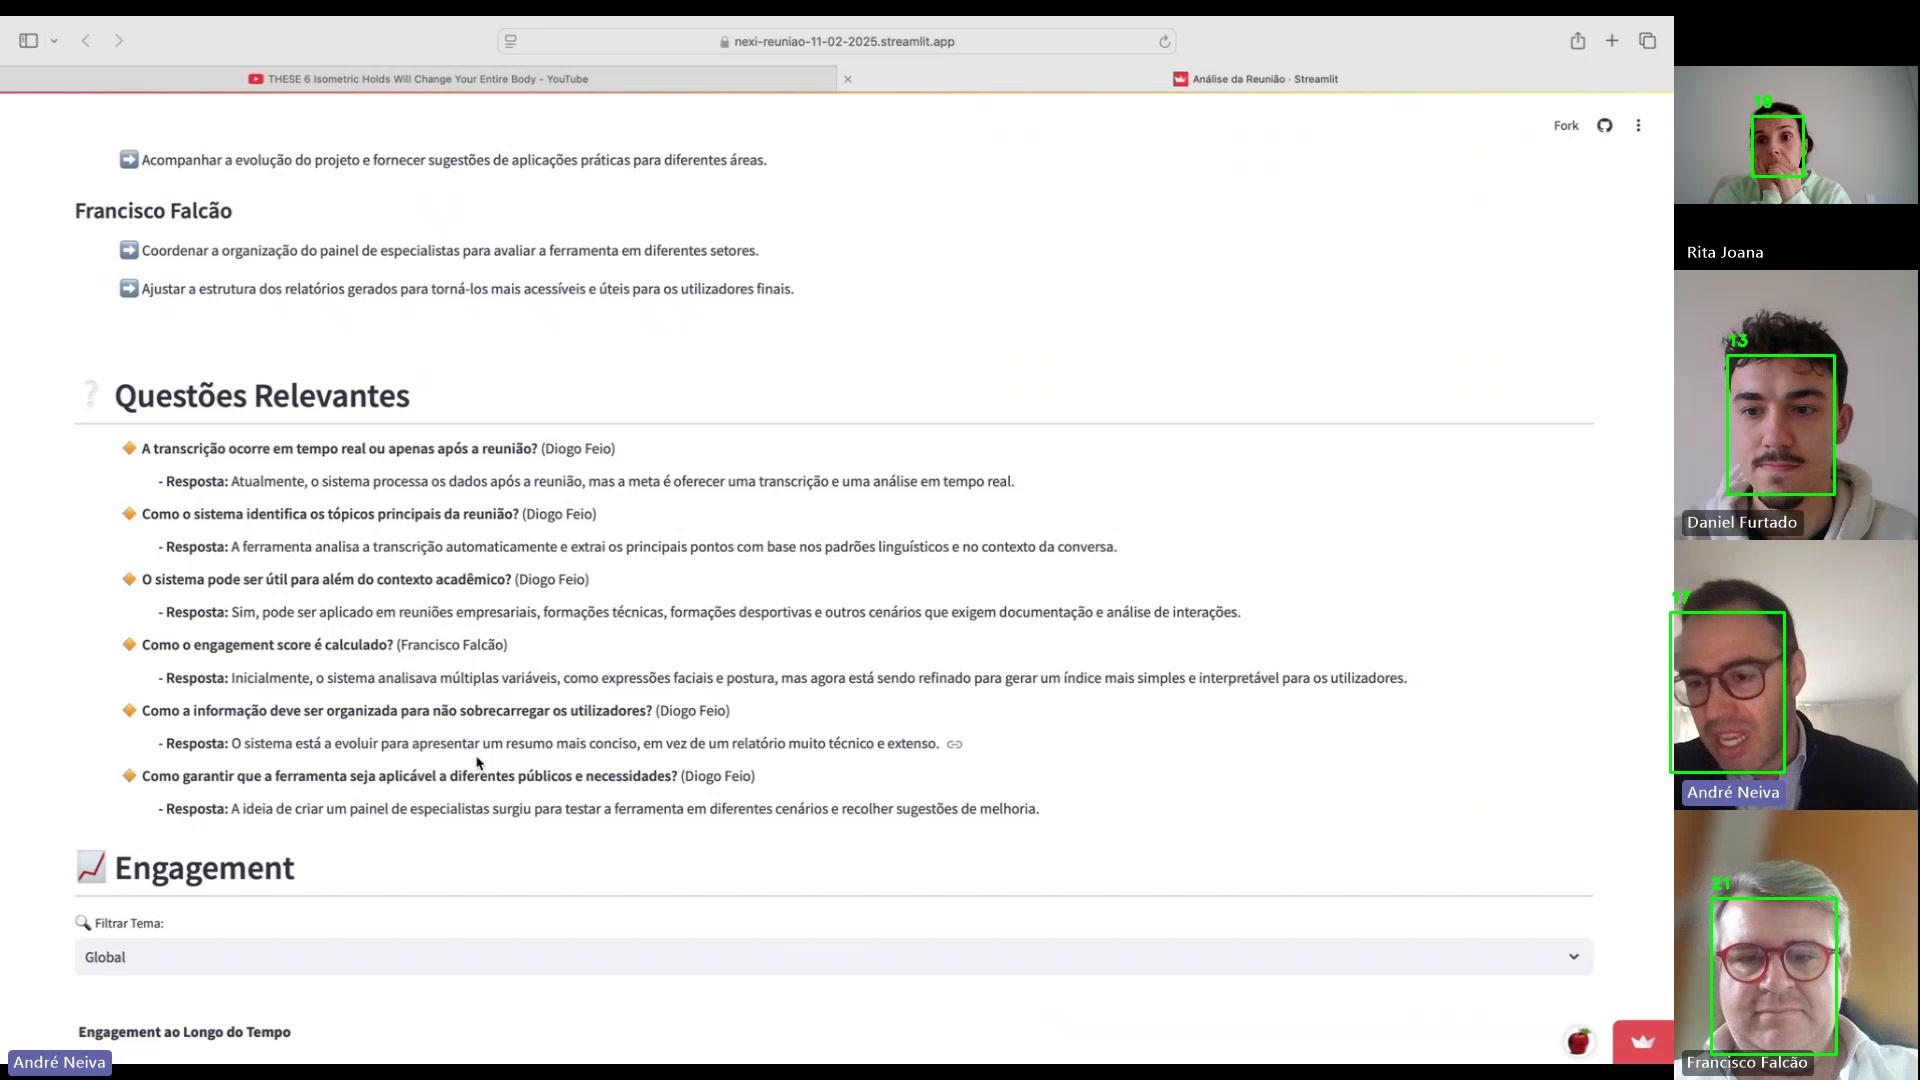 nexi-reuniao-11-02-2025.streamlit.app
THESE 6 Isometric Holds Will Change Your Entire Body - YouTube
Análise da Reunião · Streamlit
Fork
Acompanhar a evolução do projeto e fornecer sugestões de aplicações práticas para diferentes áreas.
Francisco Falcão
Coordenar a organização do painel de especialistas para avaliar a ferramenta em diferentes setores.
Ajustar a estrutura dos relatórios gerados para torná-los mais acessíveis e úteis para os utilizadores finais.
Questões Relevantes
A transcrição ocorre em tempo real ou apenas após a reunião? (Diogo Feio)
- Resposta: Atualmente, o sistema processa os dados após a reunião, mas a meta é oferecer uma transcrição e uma análise em tempo real.
Como o sistema identifica os tópicos principais da reunião? (Diogo Feio)
- Resposta: A ferramenta analisa a transcrição automaticamente e extrai os principais pontos com base nos padrões linguísticos e no contexto da conversa.
O sistema pode ser útil para além do contexto acadêmico? (Diogo Feio)
- Resposta: Sim, pode ser aplicado em reuniões empresariais, formações técnicas, formações desportivas e outros cenários que exigem documentação e análise de interações.
Como o engagement score é calculado? (Francisco Falcão)
- Resposta: Inicialmente, o sistema analisava múltiplas variáveis, como expressões faciais e postura, mas agora está sendo refinado para gerar um índice mais simples e interpretável para os utilizadores.
Como a informação deve ser organizada para não sobrecarregar os utilizadores? (Diogo Feio)
- Resposta: O sistema está a evoluir para apresentar um resumo mais conciso, em vez de um relatório muito técnico e extenso.
Como garantir que a ferramenta seja aplicável a diferentes públicos e necessidades? (Diogo Feio)
- Resposta: A ideia de criar um painel de especialistas surgiu para testar a ferramenta em diferentes cenários e recolher sugestões de melhoria.
Engagement
Filtrar Tema:
Global
Engagement ao Longo do Tempo
André Neiva
Rita Joana
13
Daniel Furtado
17
André Neiva
21
Francisco Falcão